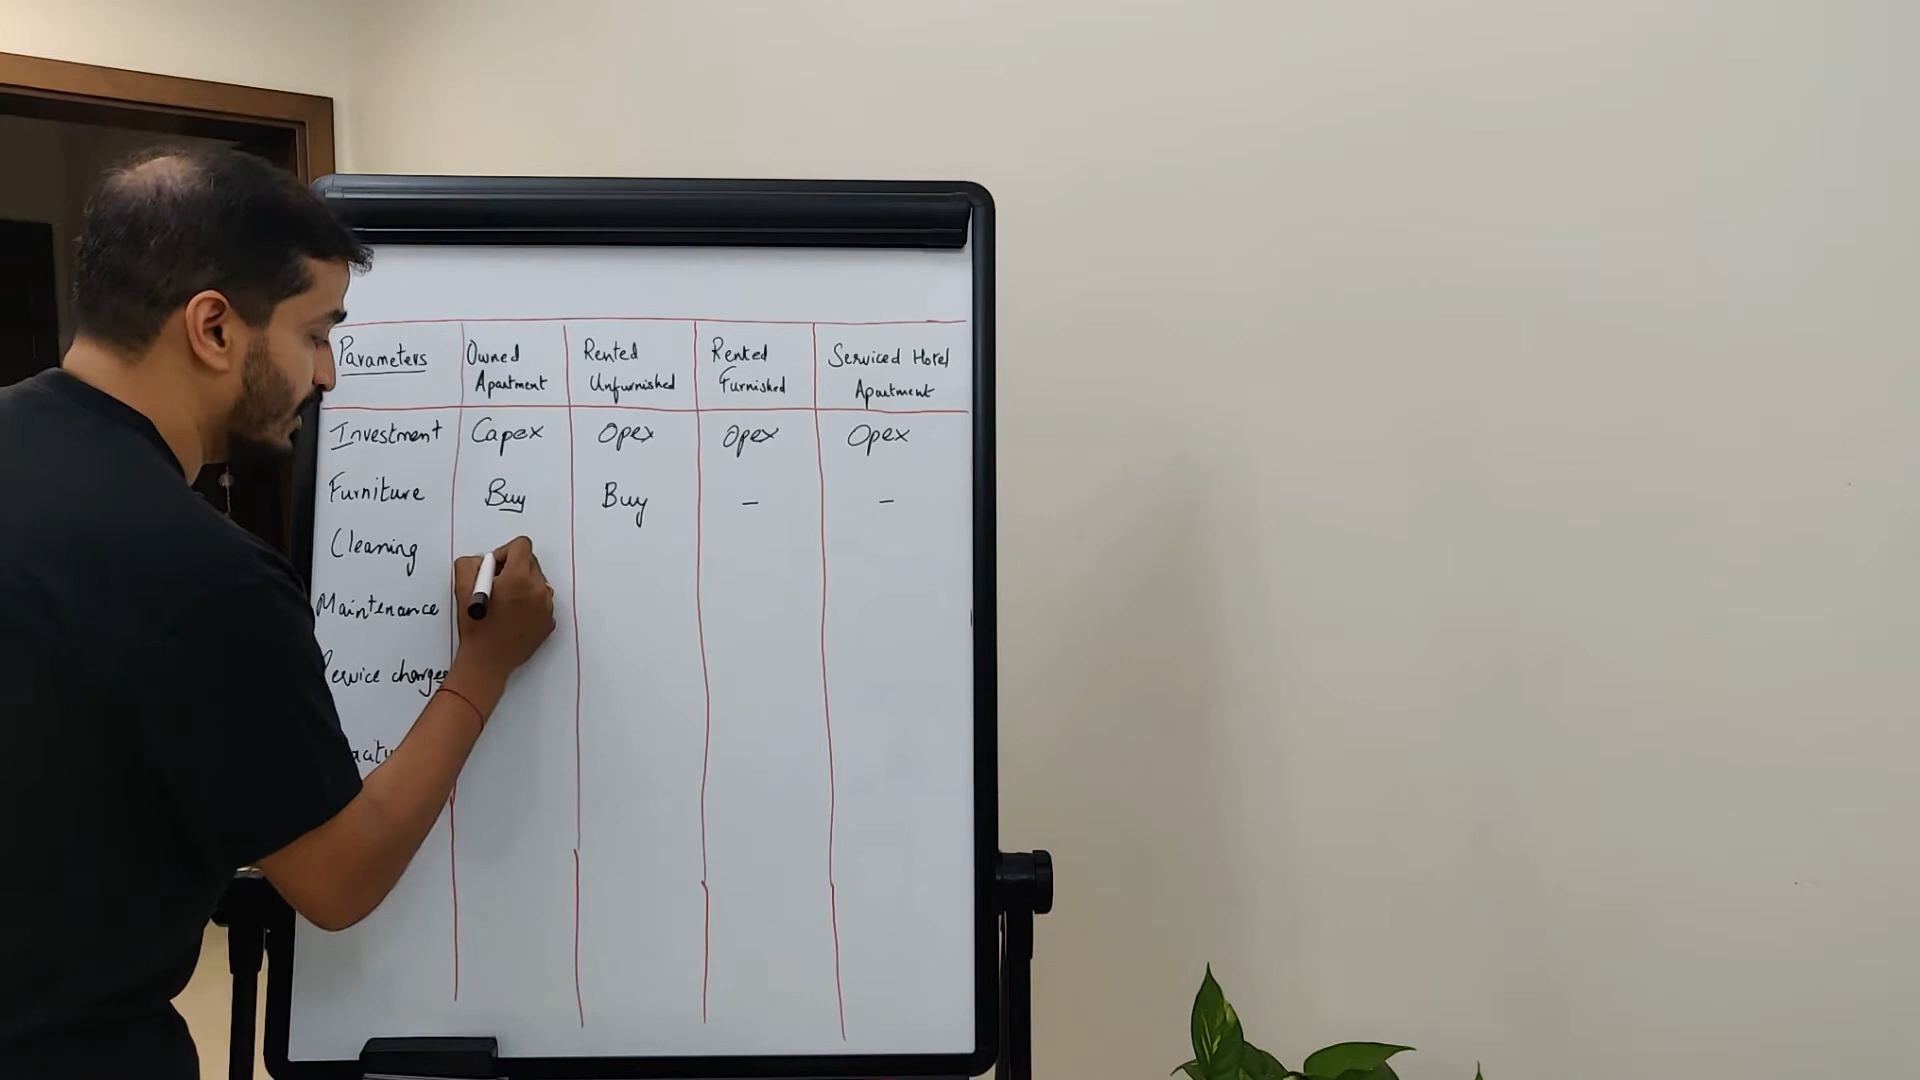 Parameters Owned Apartment Rented Unfurnished Rented Furnished Serviced Hotel Apartment
Investment Capex Opex Opex Opex
Furniture Buy Buy - -
Cleaning
Maintenance
charges